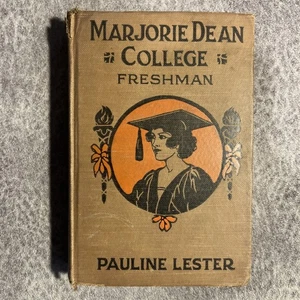 MARJORIE DEAN
COLLEGE
FRESHMAN
PAULINE LESTER